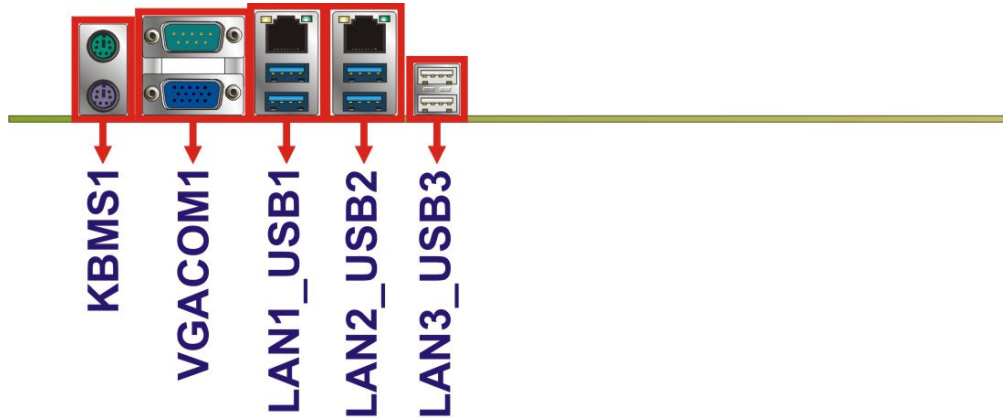 KBMS1
VGACOM1
LAN1_USB1
LAN2_USB2
LAN3_USB3